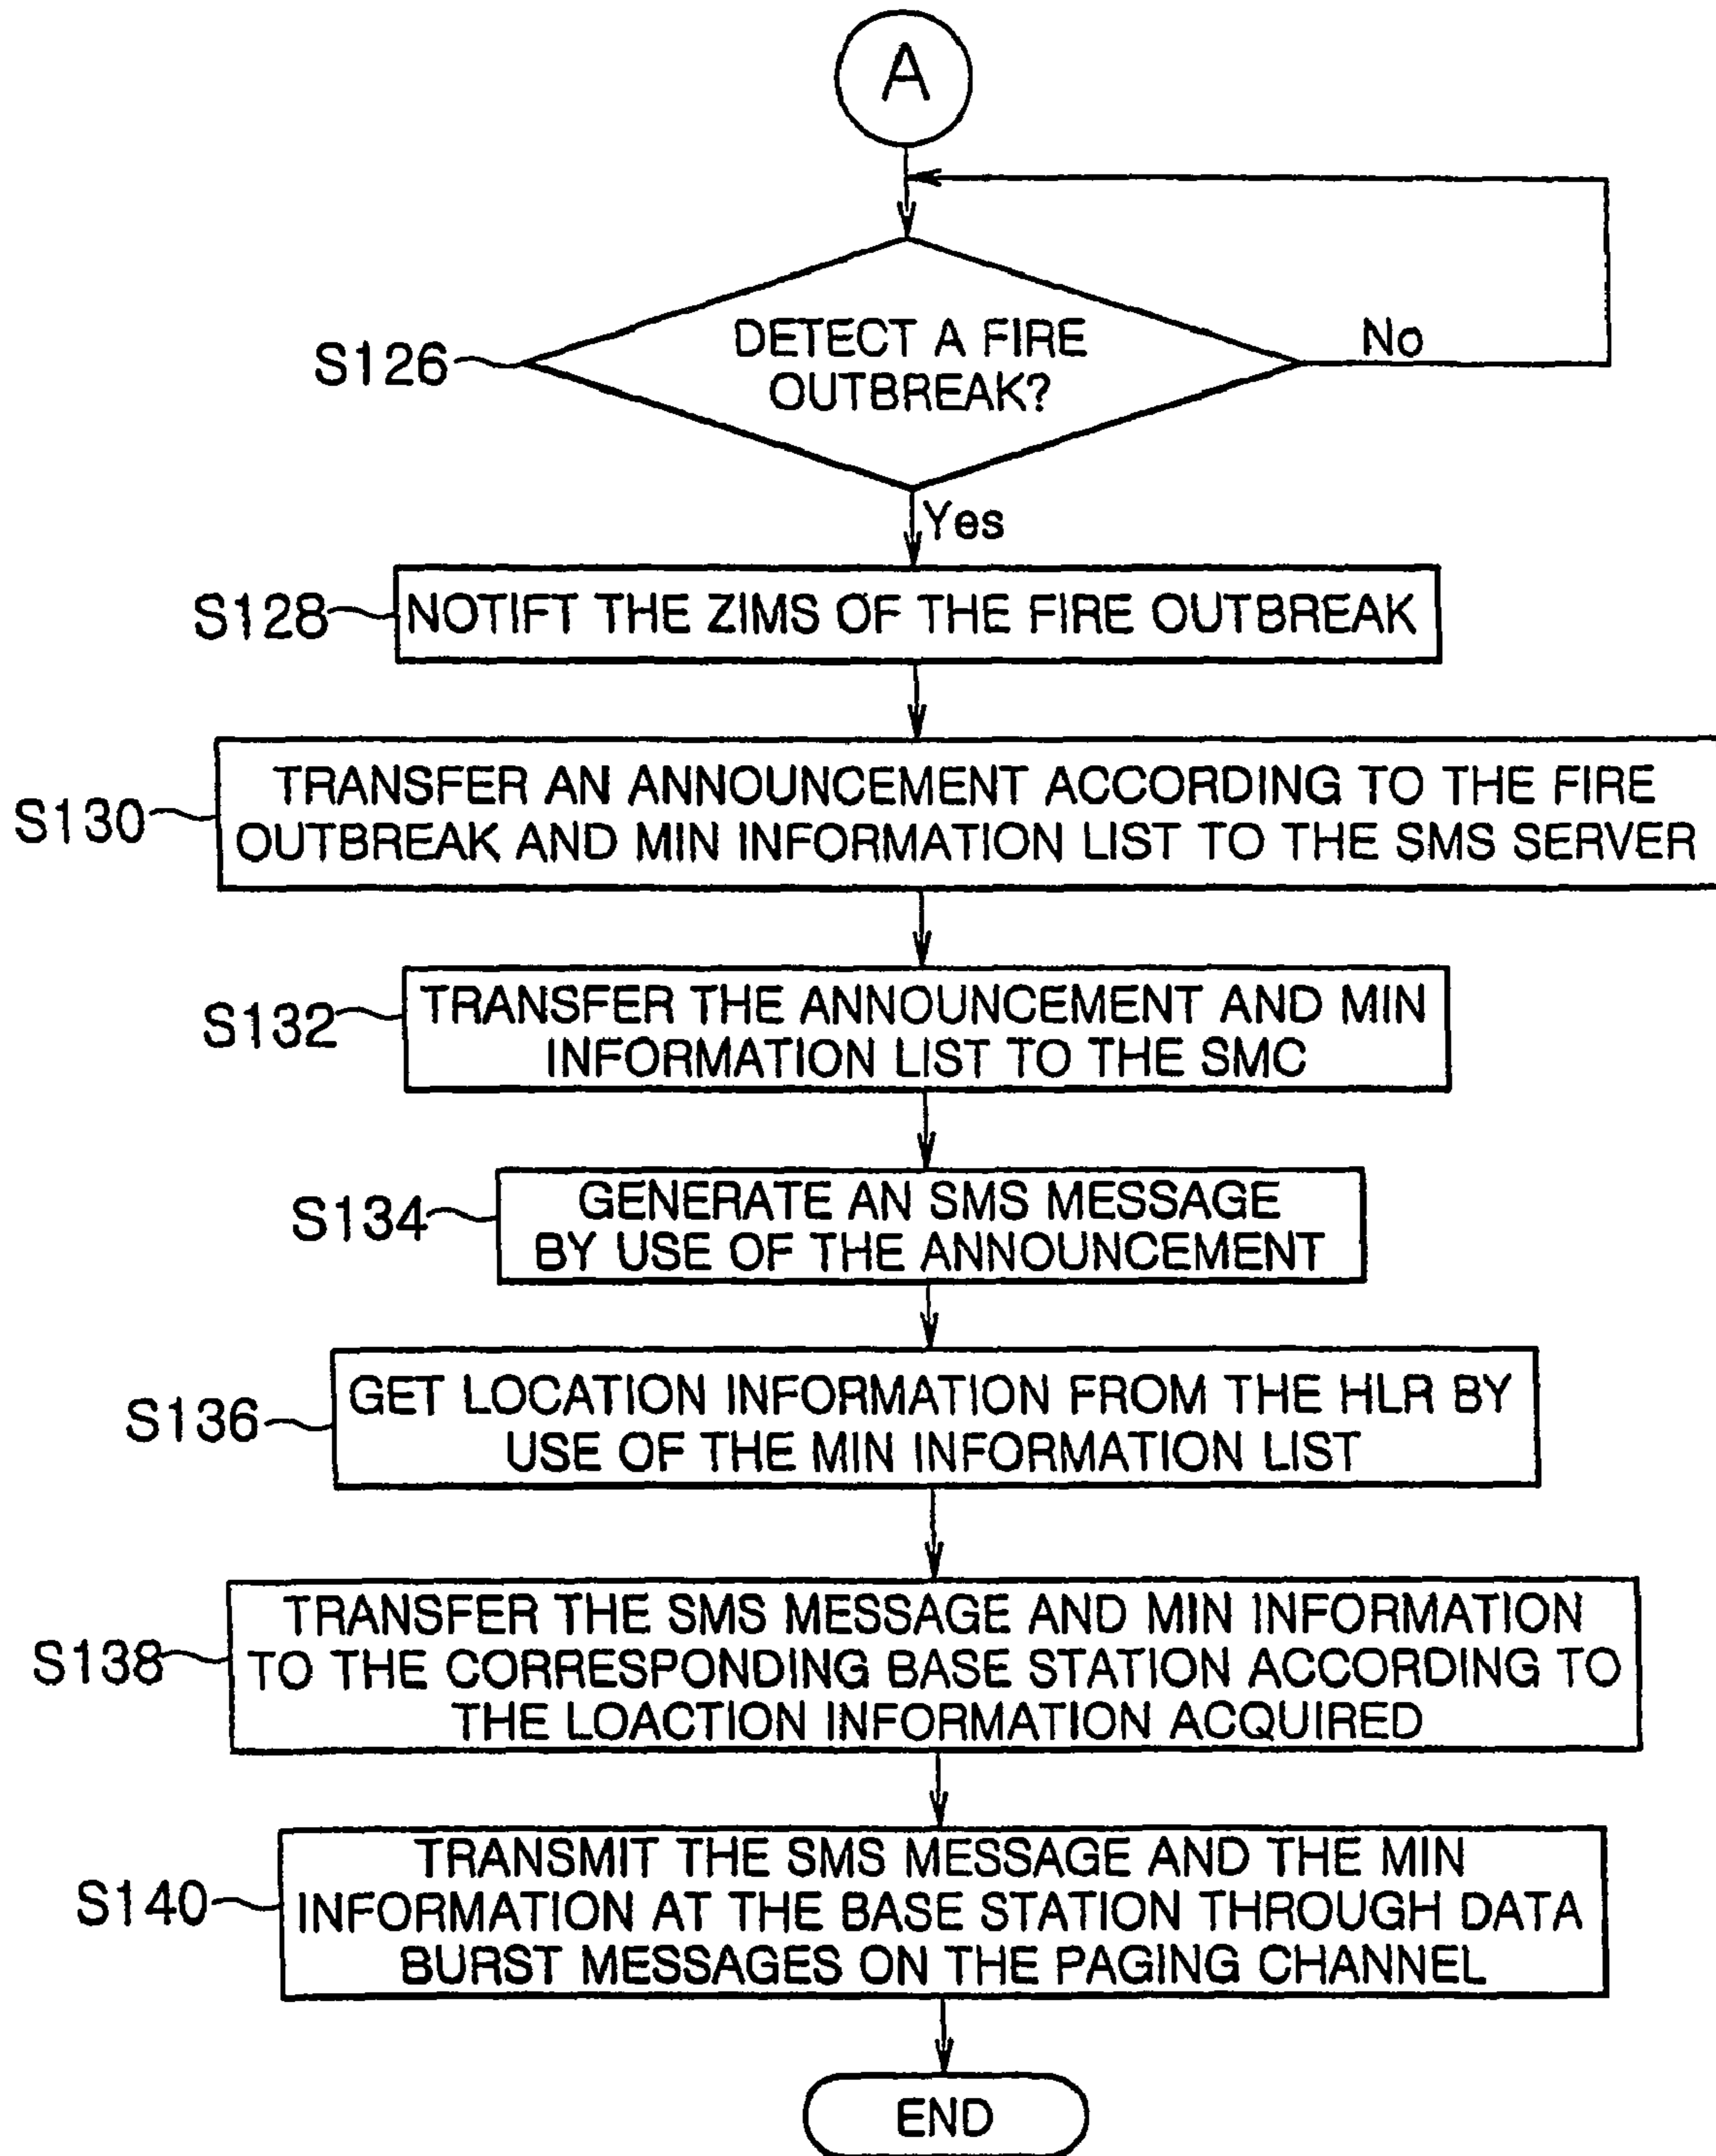 A
DETECT A FIRE
OUTBREAK?
No
S126
Yes
S128
NOTIFT THE ZIMS OF THE FIRE OUTBREAK
S130
TRANSFER AN ANNOUNCEMENT ACCORDING TO THE FIRE
OUTBREAK AND MIN INFORMATION LIST TO THE SMS SERVER
S132
TRANSFER THE ANNOUNCEMENT AND MIN
INFORMATION LIST TO THE SMC
S134
GENERATE AN SMS MESSAGE
BY USE OF THE ANNOUNCEMENT
S136
GET LOCATION INFORMATION FROM THE HLR BY
USE OF THE MIN INFORMATION LIST
S138
TRANSFER THE SMS MESSAGE AND MIN INFORMATION
TO THE CORRESPONDING BASE STATION ACCORDING TO
THE LOACTION INFORMATION ACQUIRED
S140
TRANSMIT THE SMS MESSAGE AND THE MIN
INFORMATION AT THE BASE STATION THROUGH DATA
BURST MESSAGES ON THE PAGING CHANNEL
END